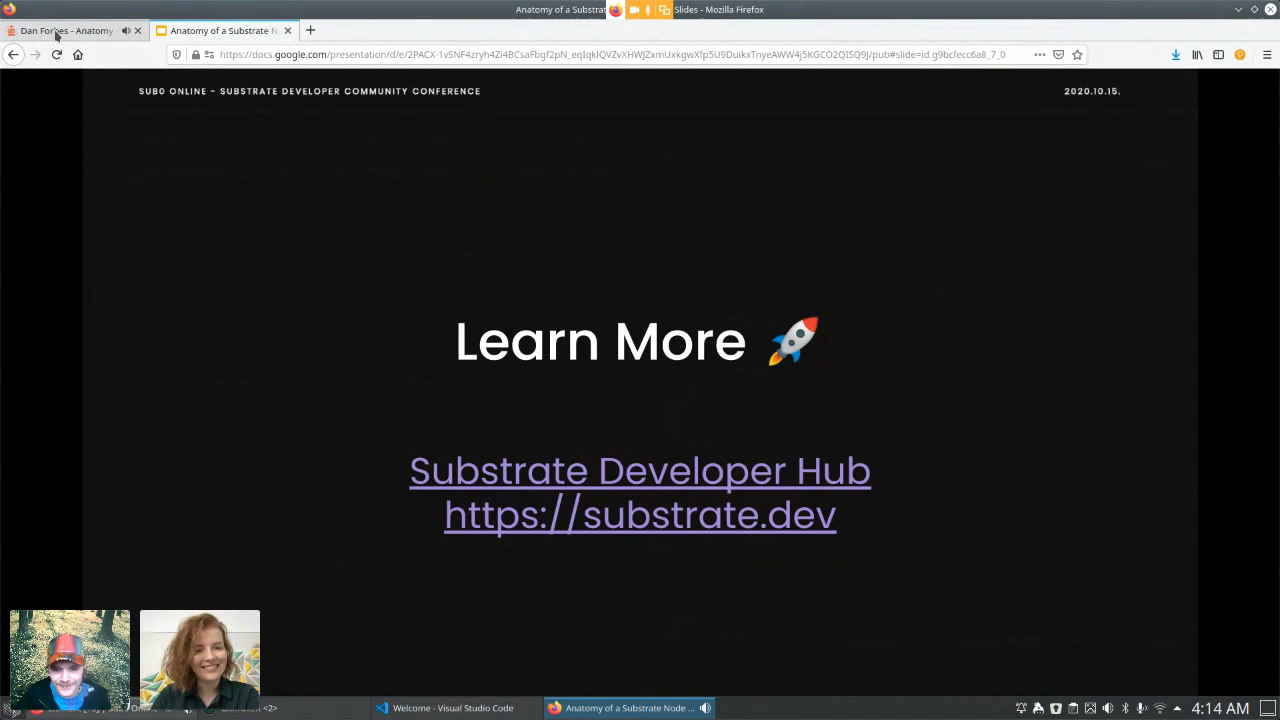 Anatomy of a Substrat
Slides - Mozilla Firefox
Dan Forbes - Anatomy
Anatomy of a Substrate N
https://docs.google.com/presentation/d/e/2PACX-1vSNF4zryh4Zi4BCsaFbgf2pN_eqIqklQVZvXHWJZxmUxkgwXfp5U9DutkxTnyeAWW4j5KGCO2QISQ9J/pub#slide=id.g9bcfecc6a8_7_0
SUB0 ONLINE – SUBSTRATE DEVELOPER COMMUNITY CONFERENCE
2020.10.15.
Learn More 🚀
Substrate Developer Hub
https://substrate.dev
Welcome - Visual Studio Code
Anatomy of a Substrate Node ...
4:14 AM